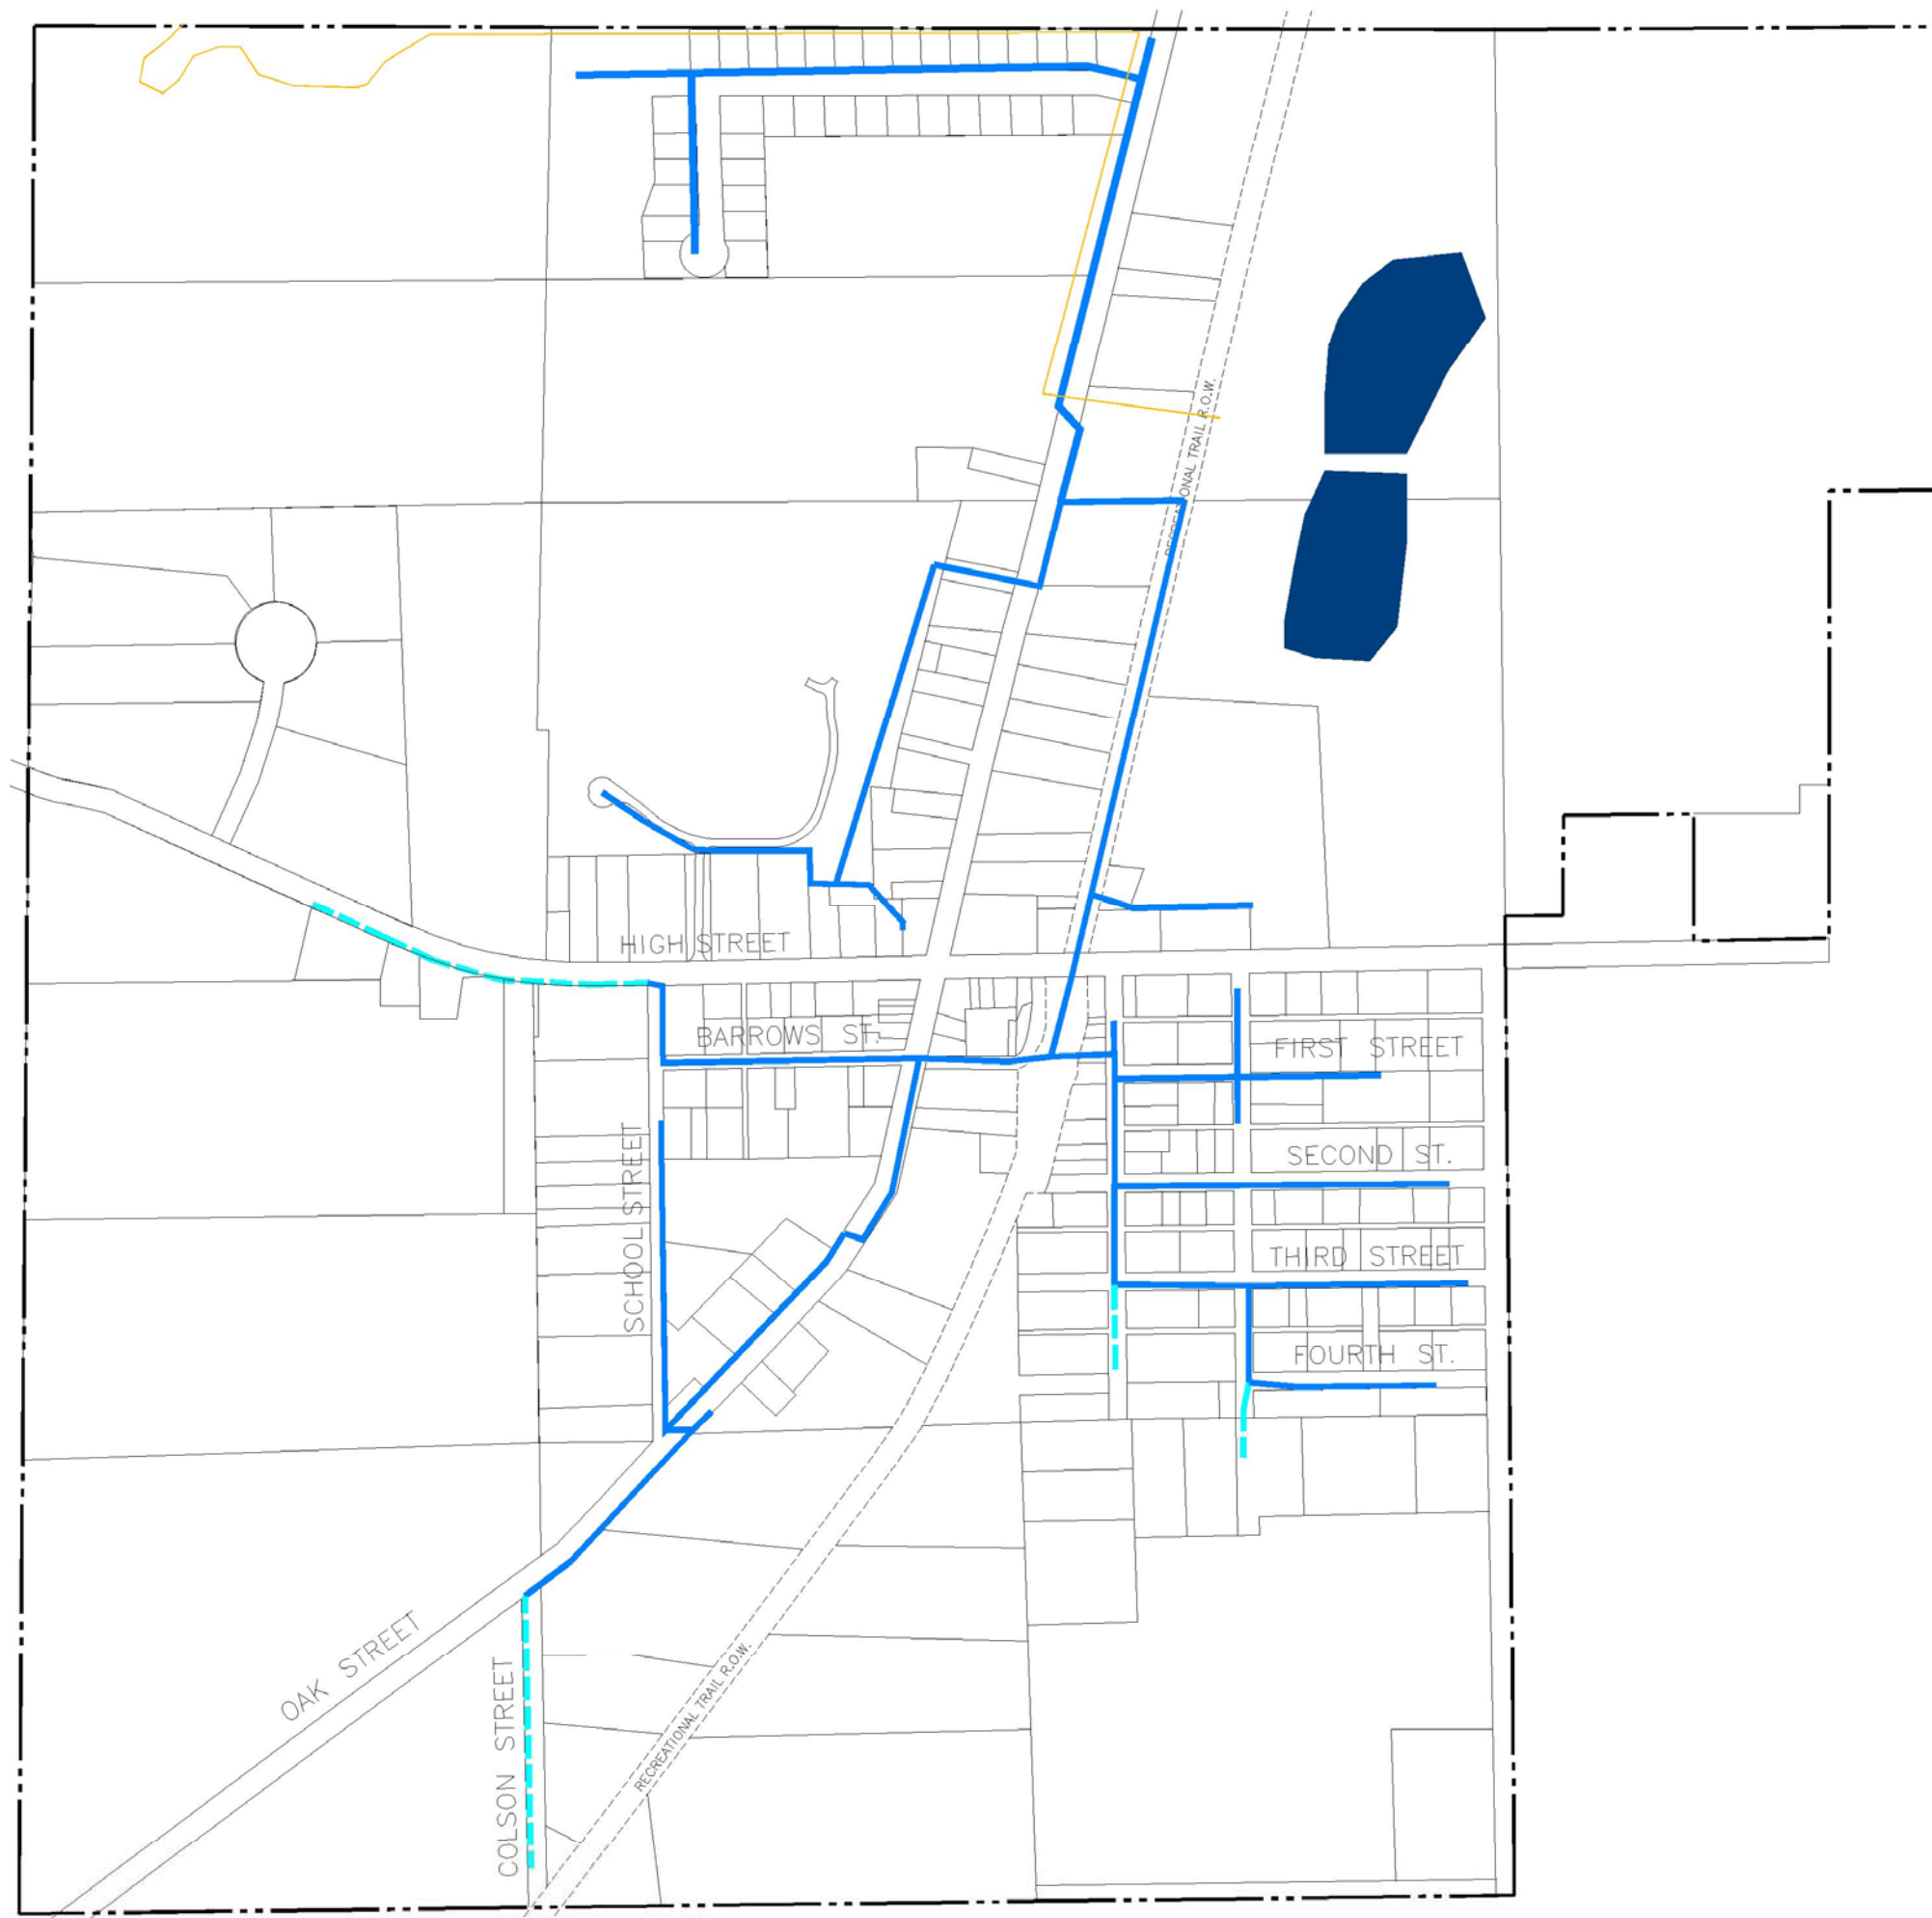 RECREATIONAL TRAIL R.O.W.
HIGH STREET
BARROWS ST.
FIRST STREET
SECOND ST.
SCHOOL STREET
THIRD STREET
FOURTH ST.
OAK STREET
COLSON STREET
RECREATIONAL TRAIL R.O.W.